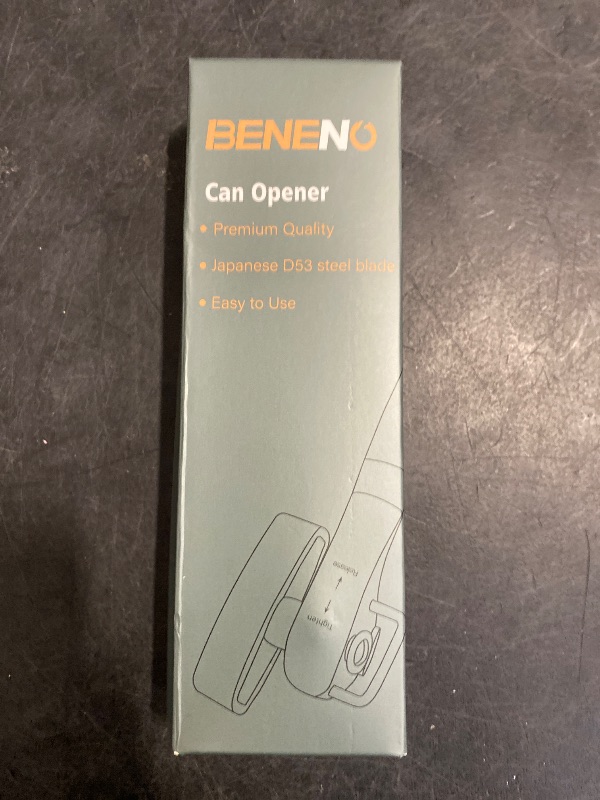 BENENO
Can Opener
• Premium Quality
• Japanese D53 steel blade
• Easy to Use
Release
Tighten